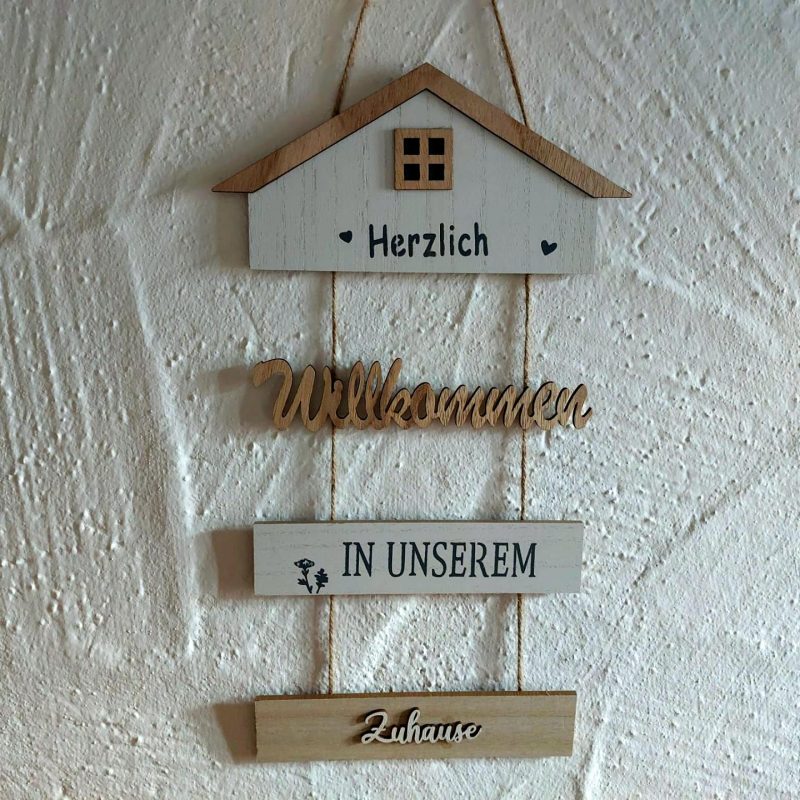 Herzlich
Willkommen
IN UNSEREM
Zuhause